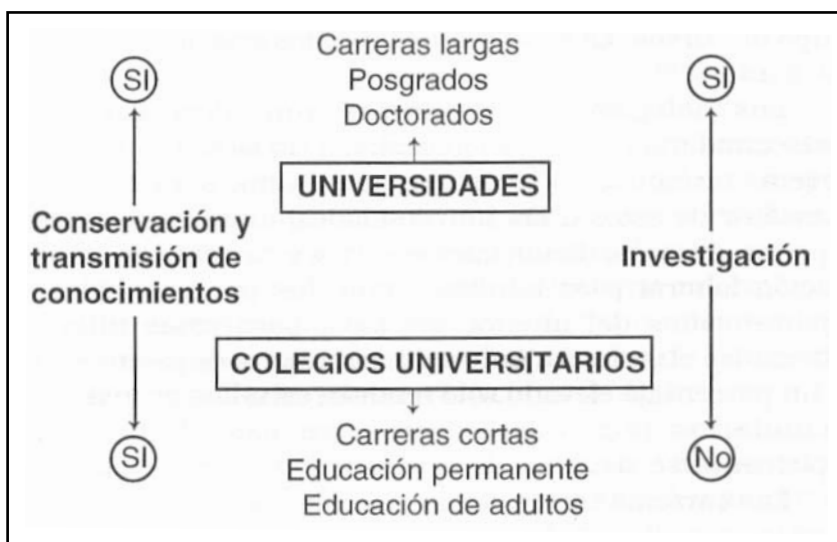 Carreras largas
SI
Posgrados
SI
Doctorados
UNIVERSIDADES
Conservación y
transmisión de
conocimientos
Investigación
COLEGIOS UNIVERSITARIOS
Carreras cortas
SI
Educación permanente
No
Educación de adultos